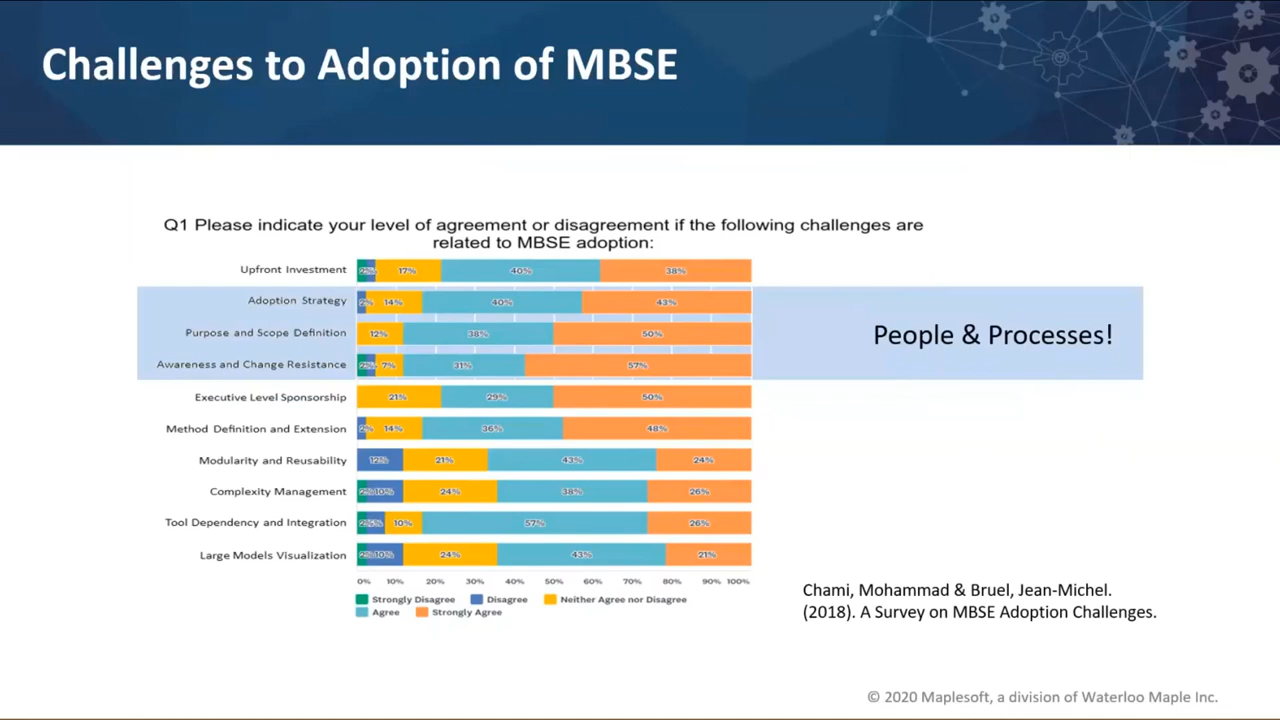 Challenges to Adoption of MBSE
Q1 Please indicate your level of agreement or disagreement if the following challenges are
related to MBSE adoption:
Upfront Investment 2% 17% 40% 38%
Adoption Strategy 2% 14% 40% 43%
Purpose and Scope Definition 12% 38% 50%
People & Processes!
Awareness and Change Resistance 2% 7% 31% 57%
Executive Level Sponsorship 21% 29% 50%
Method Definition and Extension 2% 14% 36% 48%
Modularity and Reusability 12% 21% 43% 24%
Complexity Management 2% 10% 24% 38% 26%
Tool Dependency and Integration 2% 10% 57% 26%
Large Models Visualization 2% 10% 24% 43% 21%
0% 10% 20% 30% 40% 50% 60% 70% 80% 90% 100%
Strongly Disagree Disagree Neither Agree nor Disagree
Agree Strongly Agree
Chami, Mohammad & Bruel, Jean-Michel.
(2018). A Survey on MBSE Adoption Challenges.
© 2020 Maplesoft, a division of Waterloo Maple Inc.